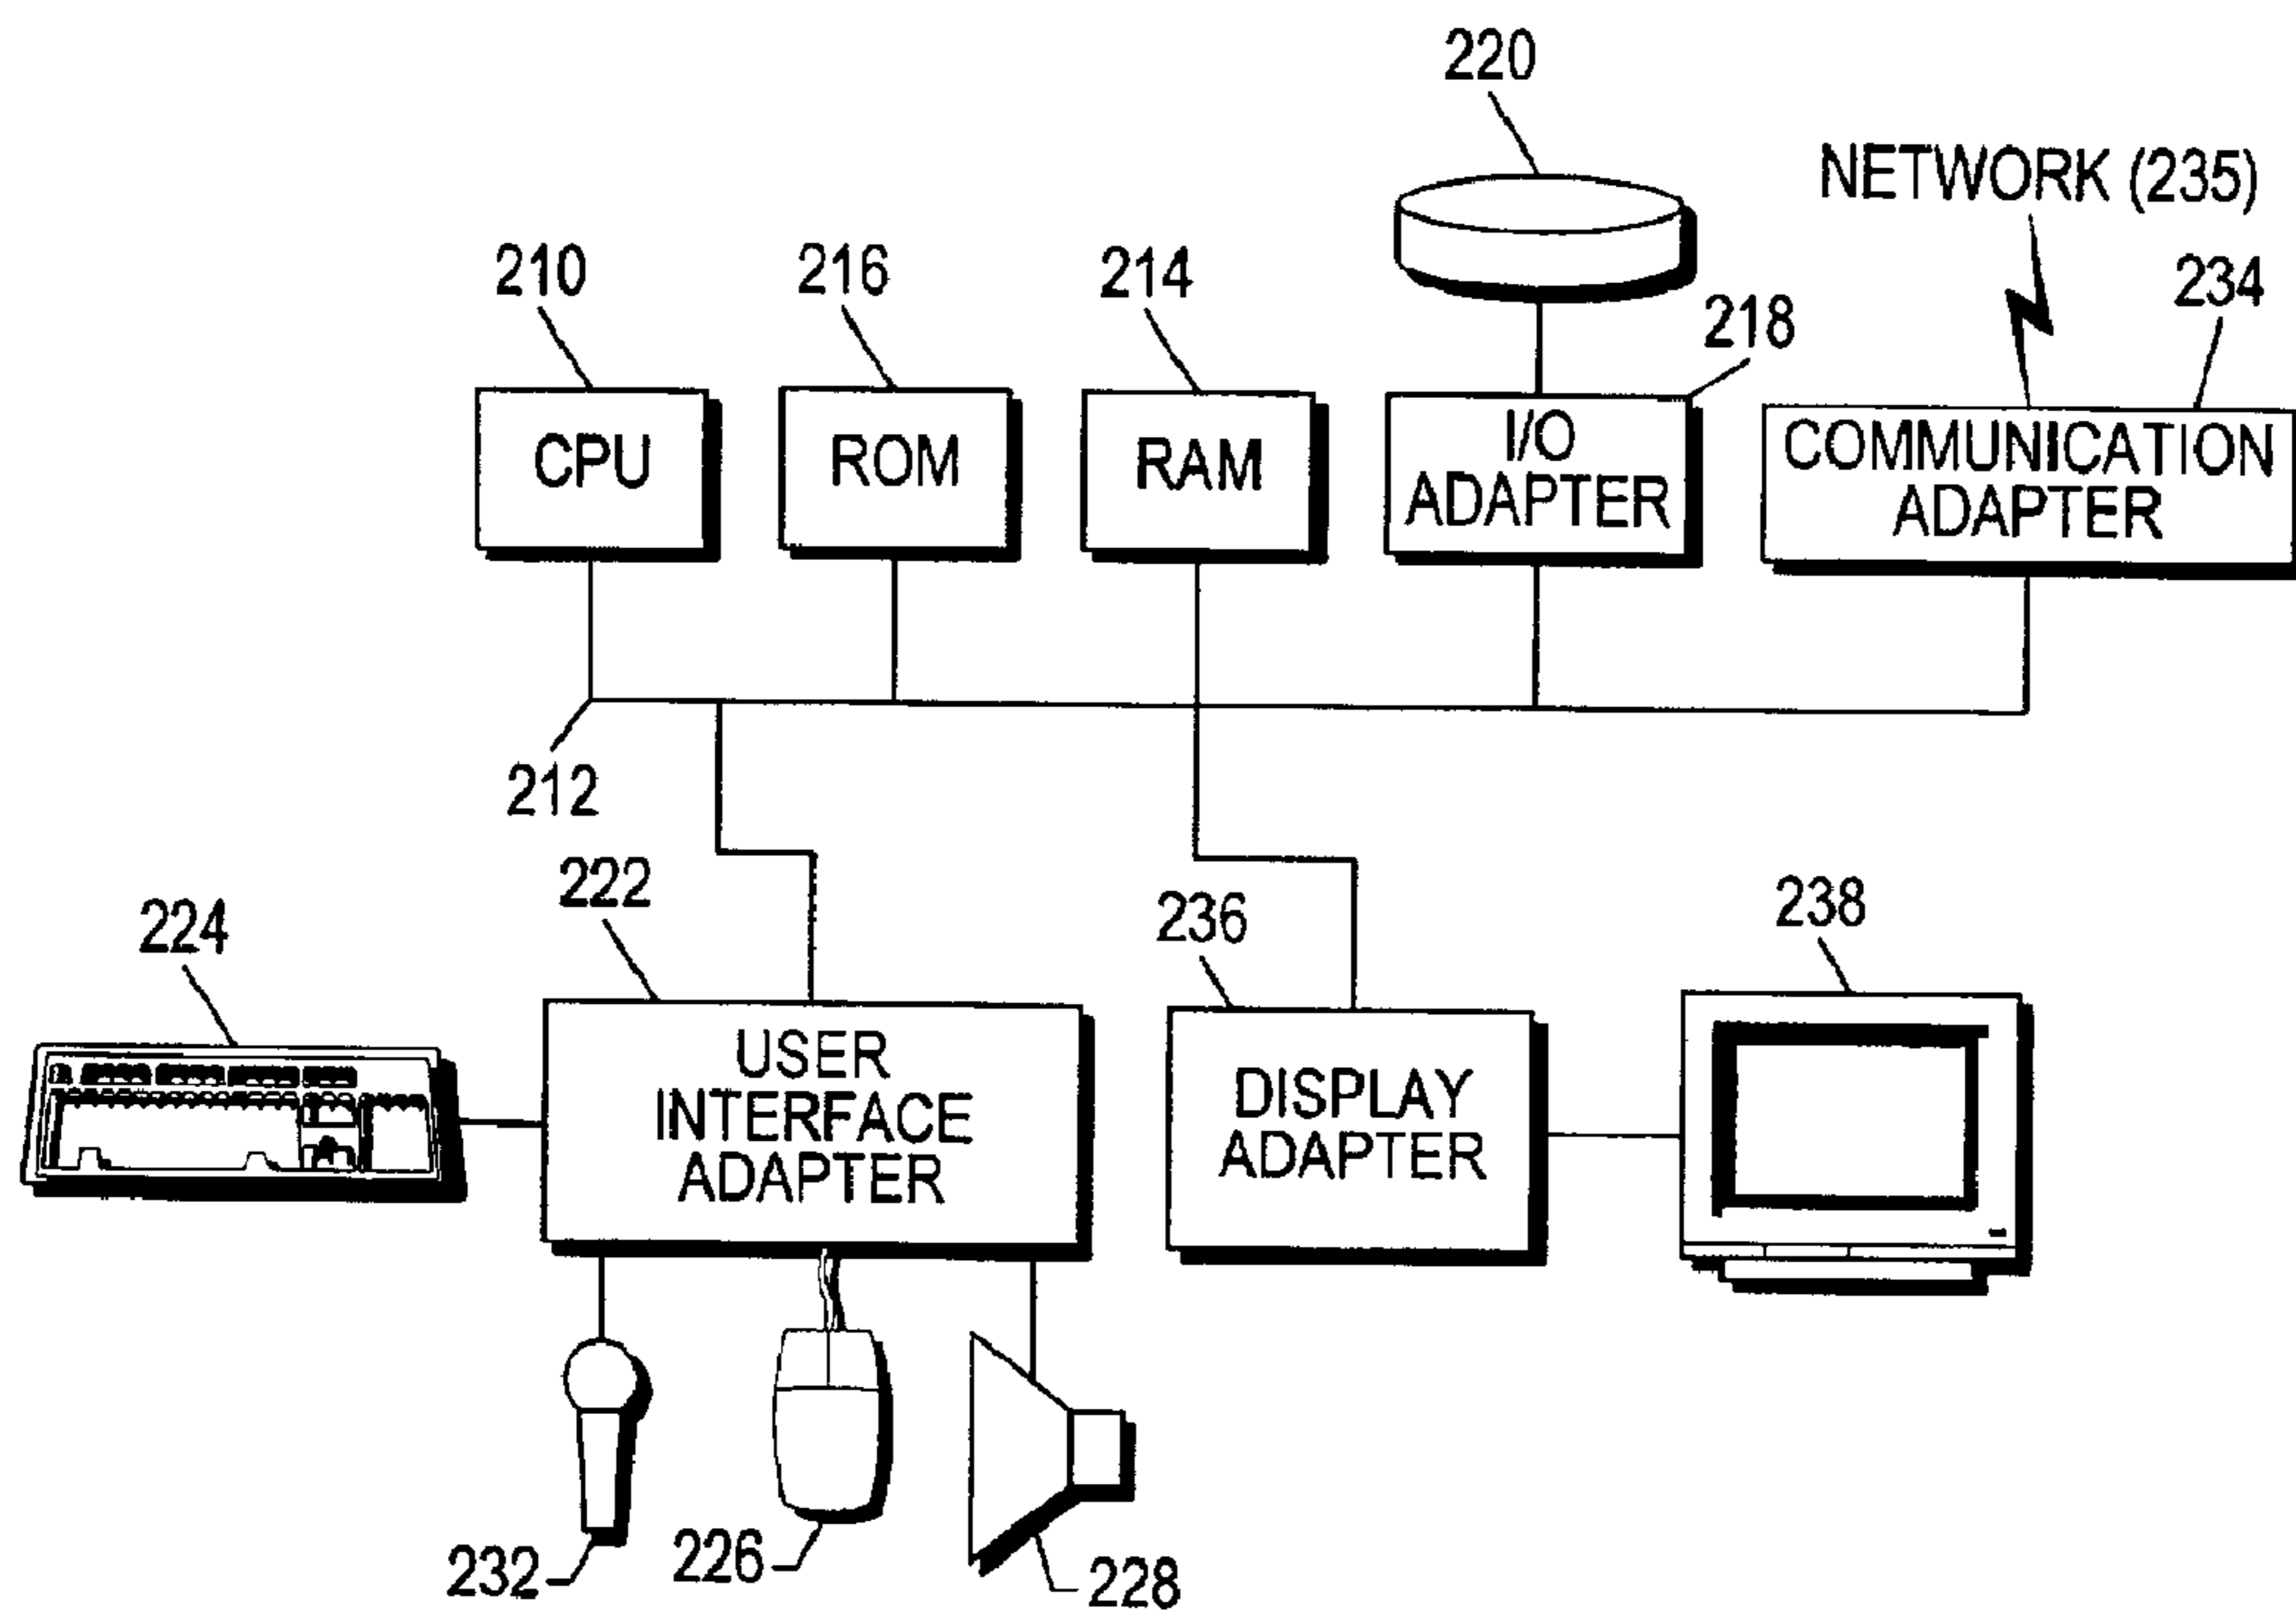 220
NETWORK (235)
210
216
214
218
234
CPU
ROM
RAM
I/O
ADAPTER
COMMUNICATION
ADAPTER
212
222
224
236
238
USER
INTERFACE
ADAPTER
DISPLAY
ADAPTER
232
226
228